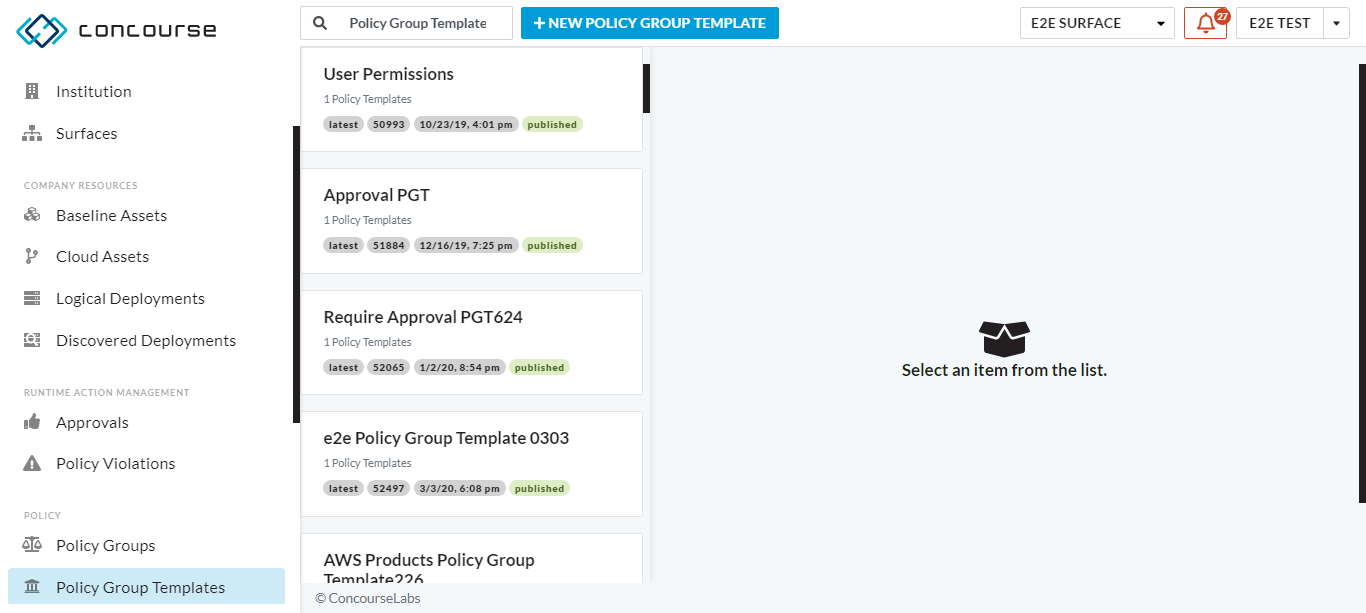 concourse
Policy Group Template
+ NEW POLICY GROUP TEMPLATE
E2E SURFACE
27
E2E TEST
Institution
Surfaces
COMPANY RESOURCES
Baseline Assets
Cloud Assets
Logical Deployments
Discovered Deployments
RUNTIME ACTION MANAGEMENT
Approvals
Policy Violations
POLICY
Policy Groups
Policy Group Templates
User Permissions
1 Policy Templates
latest 50993 10/23/19, 4:01 pm published
Approval PGT
1 Policy Templates
latest 51884 12/16/19, 7:25 pm published
Require Approval PGT624
1 Policy Templates
latest 52065 1/2/20, 8:54 pm published
e2e Policy Group Template 0303
1 Policy Templates
latest 52497 3/3/20, 6:08 pm published
AWS Products Policy Group
Template226
Select an item from the list.
© ConcourseLabs